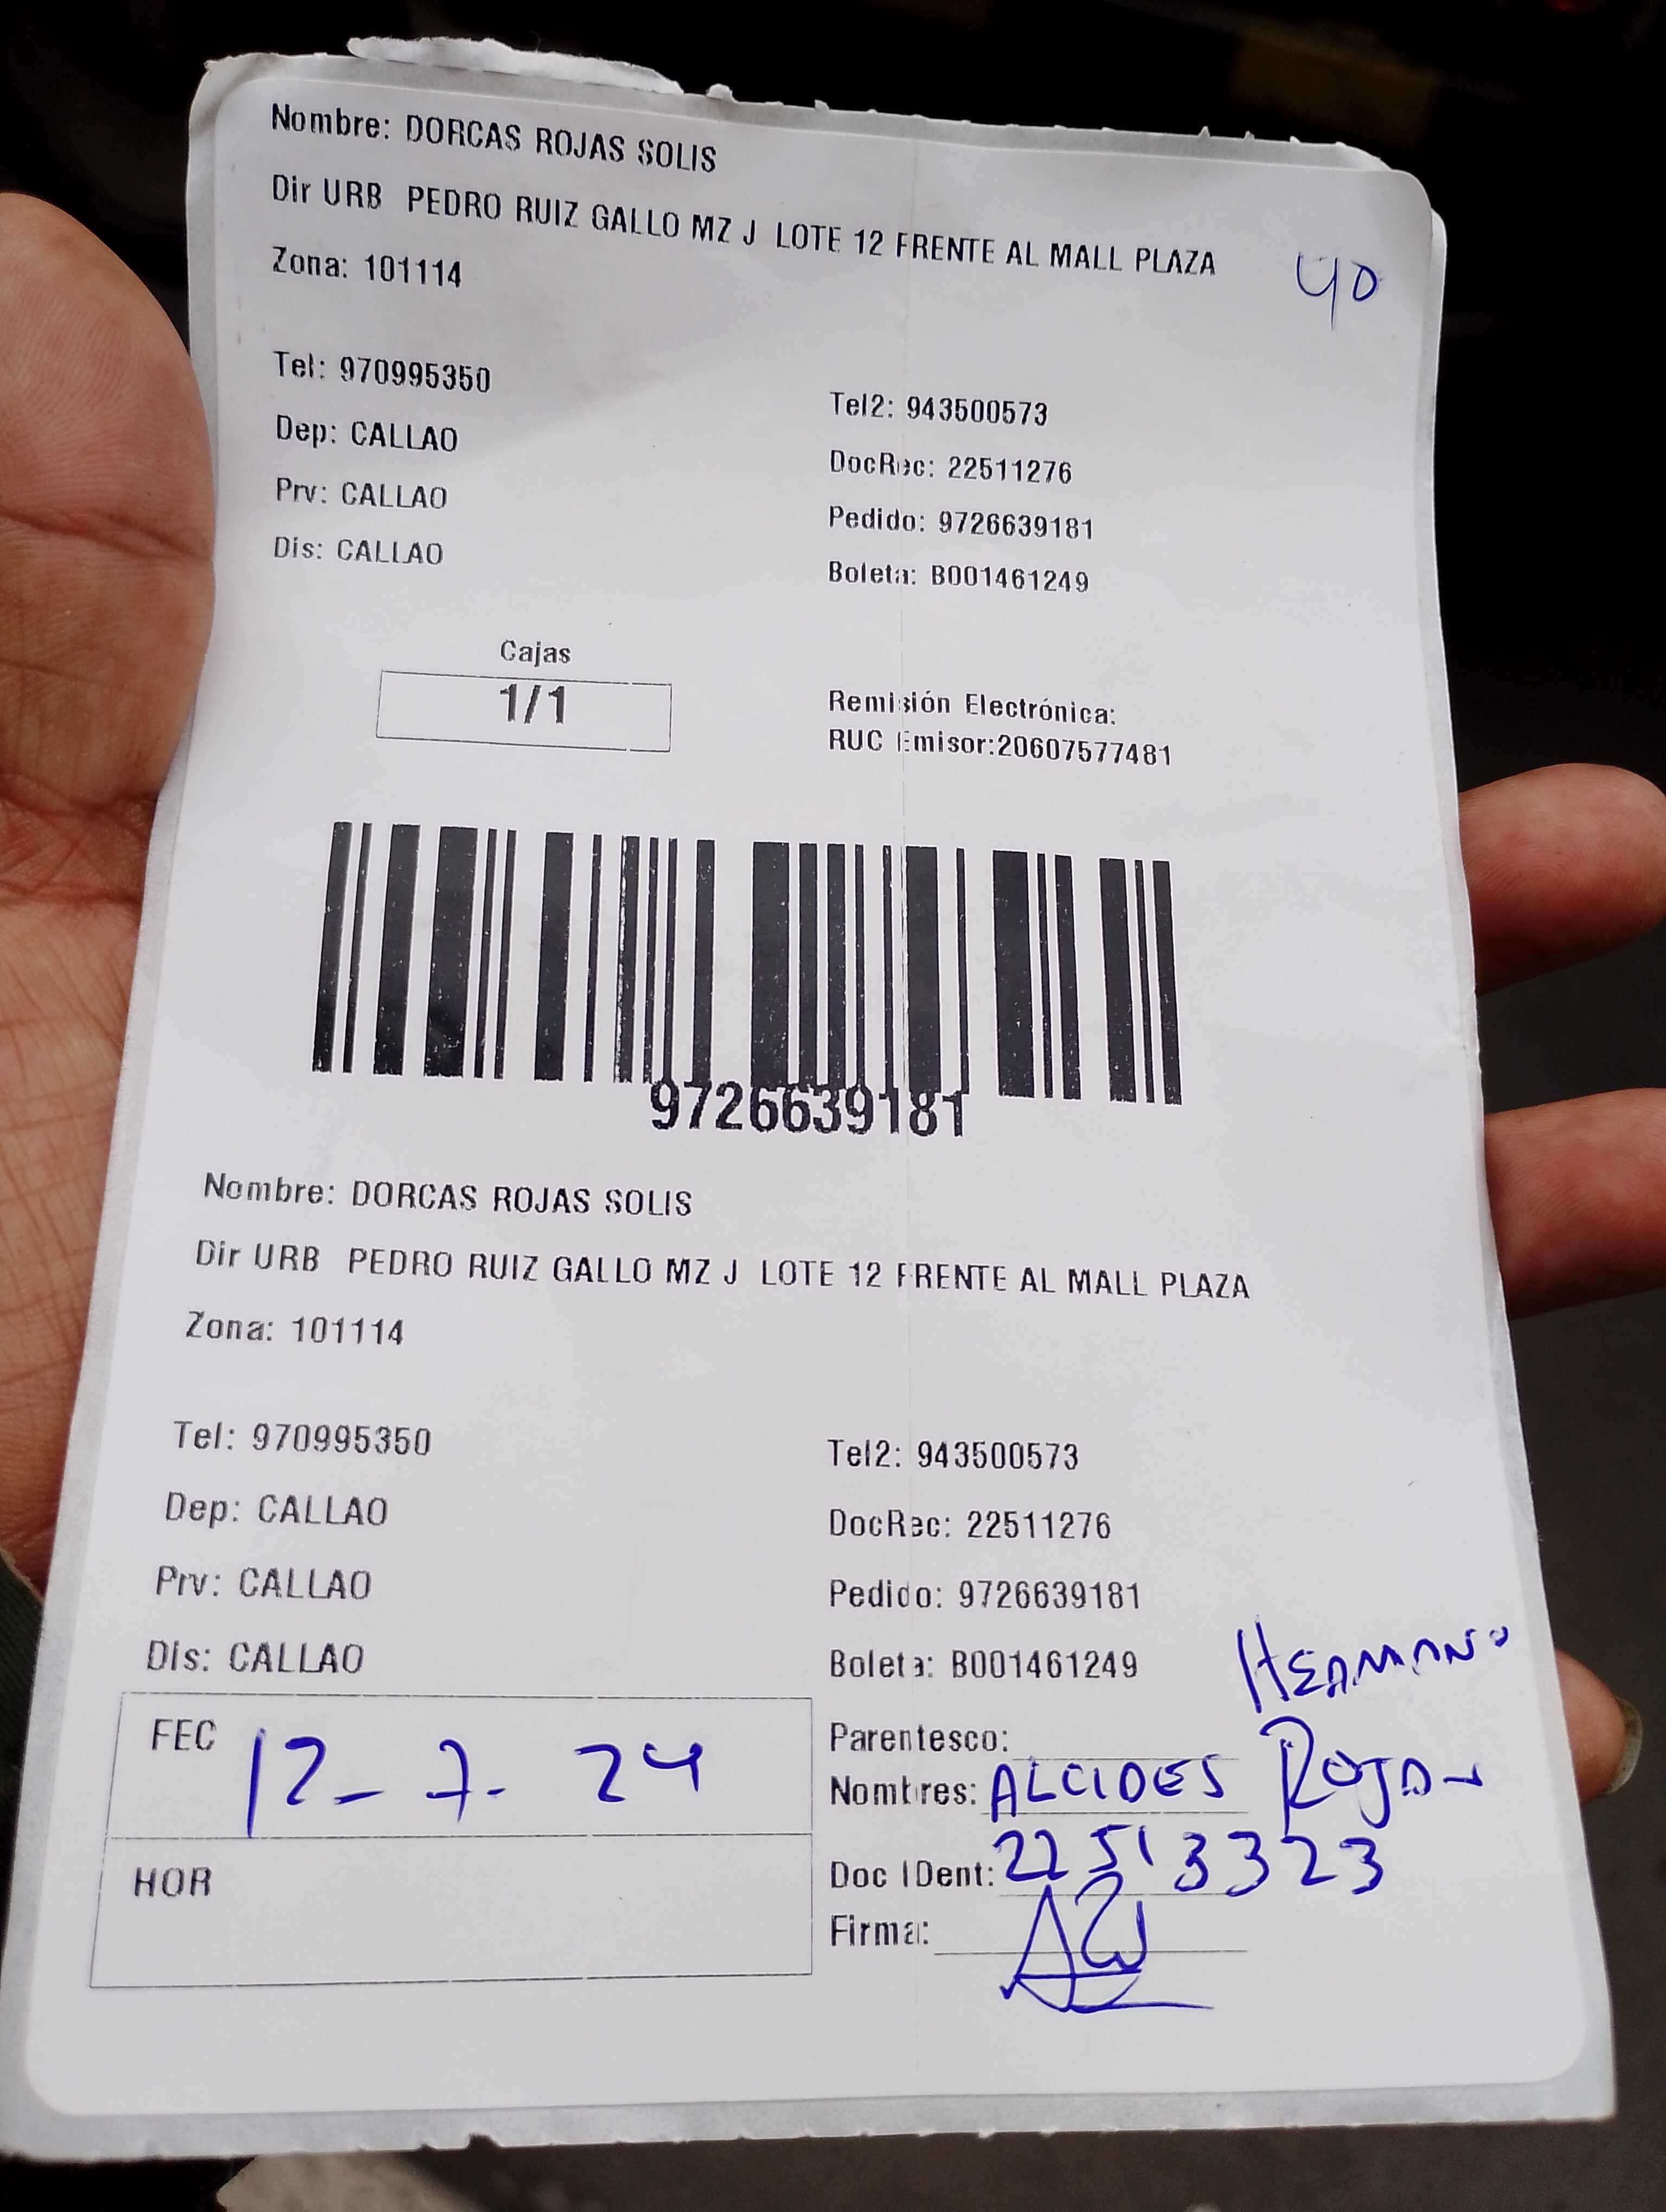 Nombre: DORCAS ROJAS SOLIS
Dir URB PEDRO RUIZ GALLO MZ J LOTE 12 FRENTE AL MALL PLAZA
40
Zona: 101114
Tel: 970995350
Tel2: 943500573
Dep: CALLAO
DocRec: 22511276
Prv: CALLAO
Pedido: 9726639181
Dis: CALLAO
Boleta: B001461249
Cajas
1/1
Remisión Electrónica:
RUC Emisor:20607577481
9726639181
Nombre: DORCAS ROJAS SOLIS
Dir URB PEDRO RUIZ GALLO MZ J LOTE 12 FRENTE AL MALL PLAZA
Zona: 101114
Tel: 970995350
Tel2: 943500573
Dep: CALLAO
DocRec: 22511276
Prv: CALLAO
Pedido: 9726639181
Dis: CALLAO
Boleta: B001461249
FEC 12-7-24
HOR
Parentesco: HERMANO
Nombres: ALCIDES ROJAS
Doc IDent: 22513323
Firma: